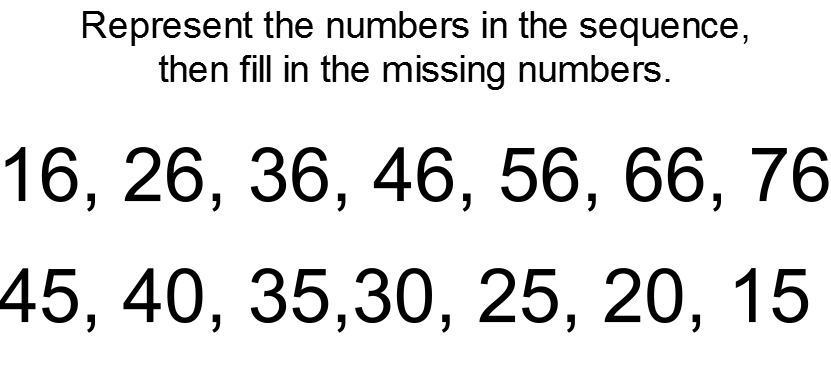 Represent the numbers in the sequence,
then fill in the missing numbers.
16, 26, 36, 46, 56, 66, 76
45, 40, 35,30, 25, 20, 15